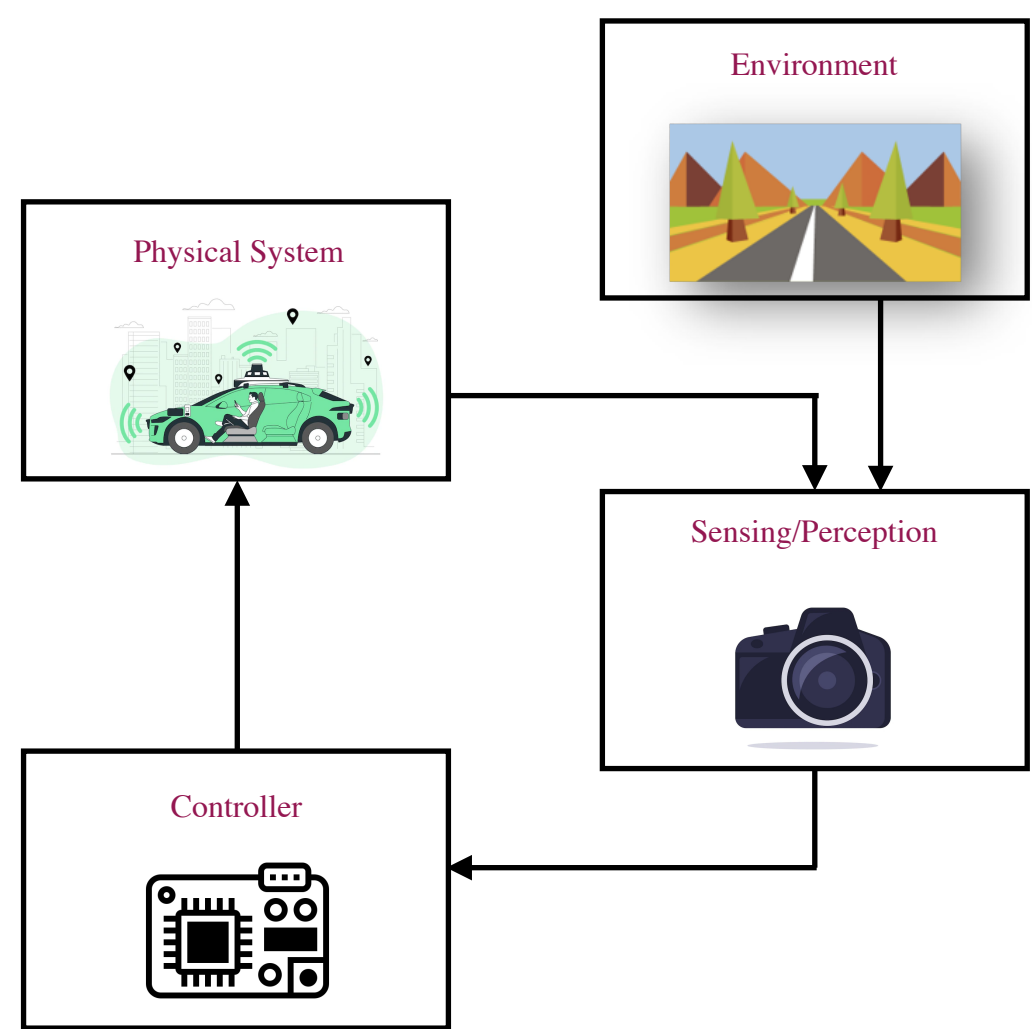 Environment
Physical System
Sensing/Perception
Controller